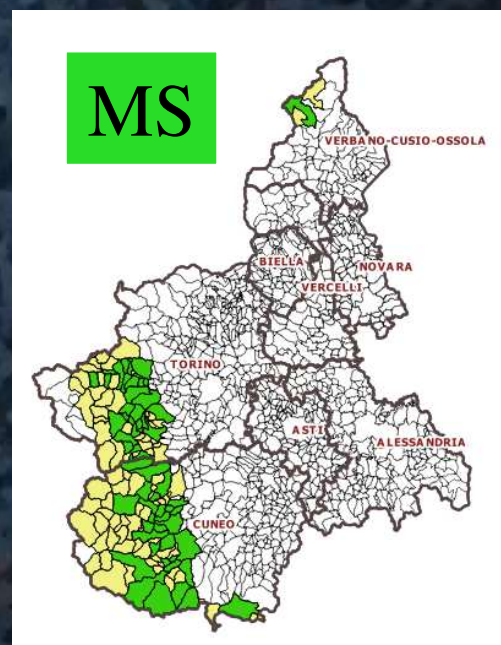 MS
VERBANO-CUSIO-OSSOLA
BIELLA
NOVARA
VERCELLI
TORINO
ASTI
ALESSANDRIA
CUNEO